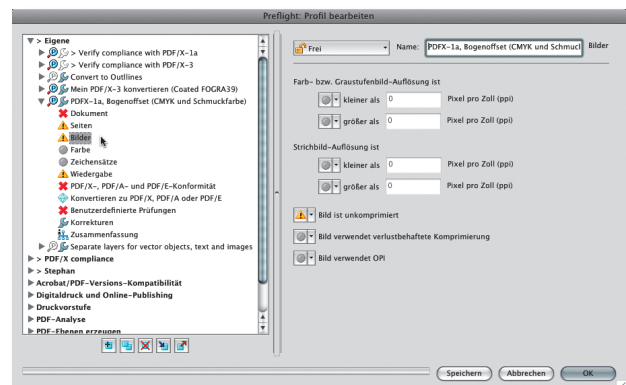 Preflight: Profil bearbeiten
> Eigene
> Verify compliance with PDF/X-1a
> Verify compliance with PDF/X-3
Convert to Outlines
Mein PDF/X-3 konvertieren (Coated FOGRA39)
PDFX-1a, Bogenoffset (CMYK und Schmuckfarbe)
Dokument
Seiten
Bilder
Farbe
Zeichensätze
Wiedergabe
PDF/X-, PDF/A- und PDF/E-Konformität
Konvertieren zu PDF/X, PDF/A oder PDF/E
Benutzerdefinierte Prüfungen
Korrekturen
Zusammenfassung
Separate layers for vector objects, text and images
> PDF/X compliance
> Stephan
Acrobat/PDF-Versions-Kompatibilität
Digitaldruck und Online-Publishing
Druckvorstufe
PDF-Analyse
PDF-Ebenen erzeugen
Frei Name: PDFX-1a, Bogenoffset (CMYK und Schmucl Bilder
Farb- bzw. Graustufenbild-Auflösung ist
kleiner als 0 Pixel pro Zoll (ppi)
größer als 0 Pixel pro Zoll (ppi)
Strichbild-Auflösung ist
kleiner als 0 Pixel pro Zoll (ppi)
größer als 0 Pixel pro Zoll (ppi)
Bild ist unkomprimiert
Bild verwendet verlustbehaftete Komprimierung
Bild verwendet OPI
Speichern Abbrechen OK